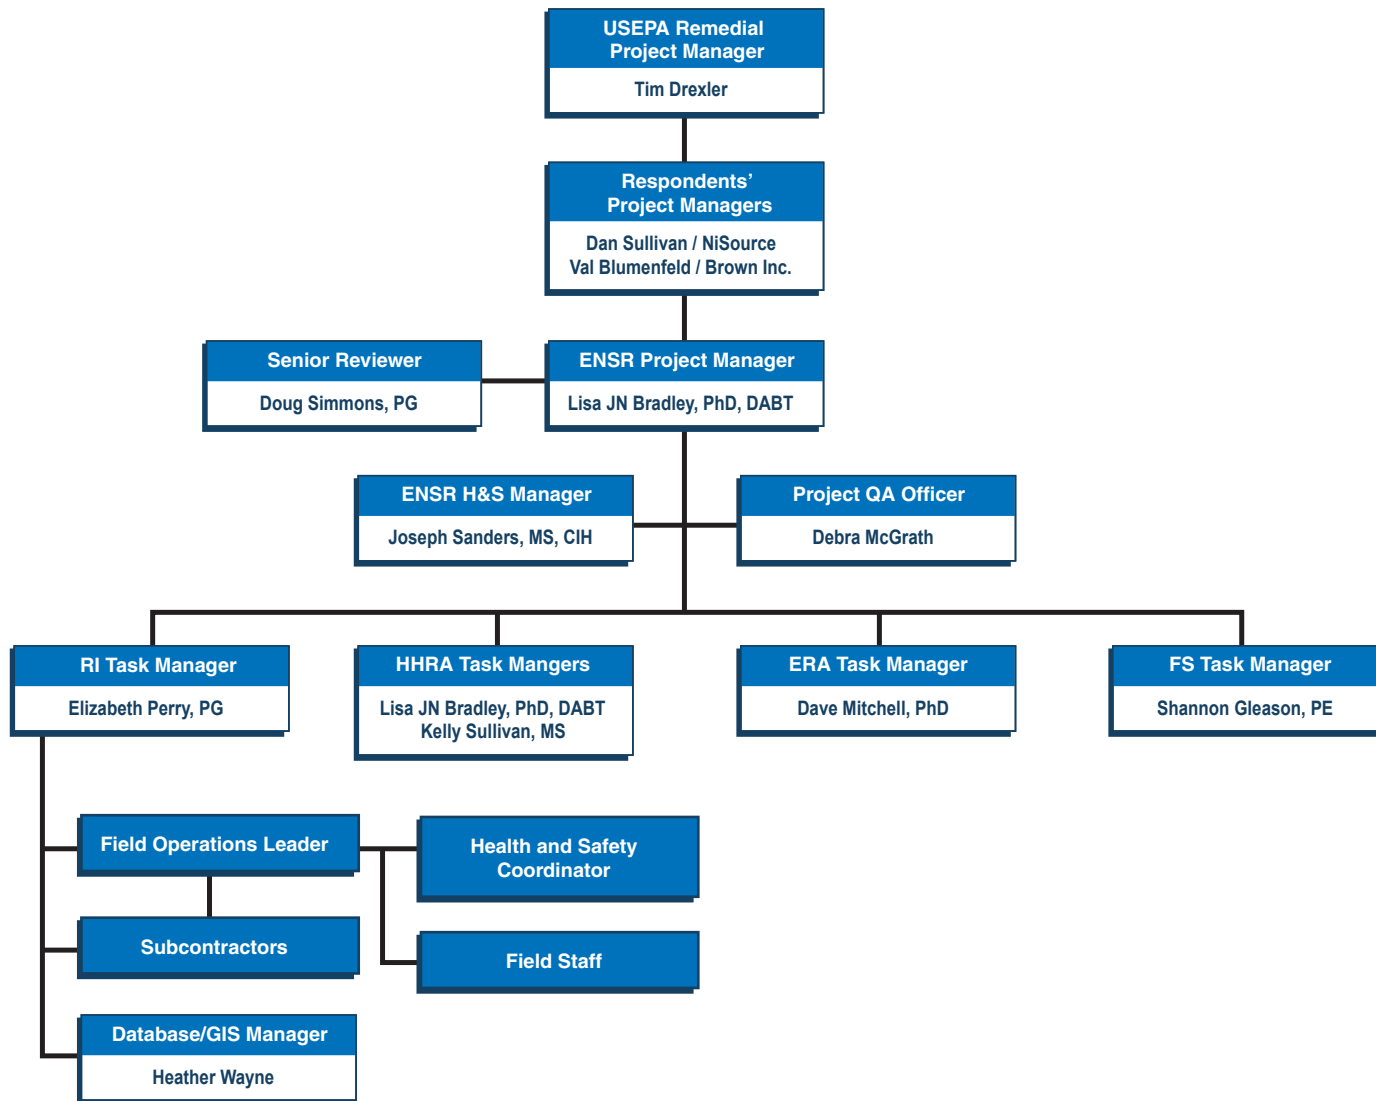 USEPA Remedial
Project Manager
Tim Drexler
Respondents’
Project Managers
Dan Sullivan / NiSource
Val Blumenfeld / Brown Inc.
Senior Reviewer
Doug Simmons, PG
ENSR Project Manager
Lisa JN Bradley, PhD, DABT
ENSR H&S Manager
Joseph Sanders, MS, CIH
Project QA Officer
Debra McGrath
RI Task Manager
Elizabeth Perry, PG
HHRA Task Mangers
Lisa JN Bradley, PhD, DABT
Kelly Sullivan, MS
ERA Task Manager
Dave Mitchell, PhD
FS Task Manager
Shannon Gleason, PE
Field Operations Leader
Health and Safety
Coordinator
Subcontractors
Field Staff
Database/GIS Manager
Heather Wayne